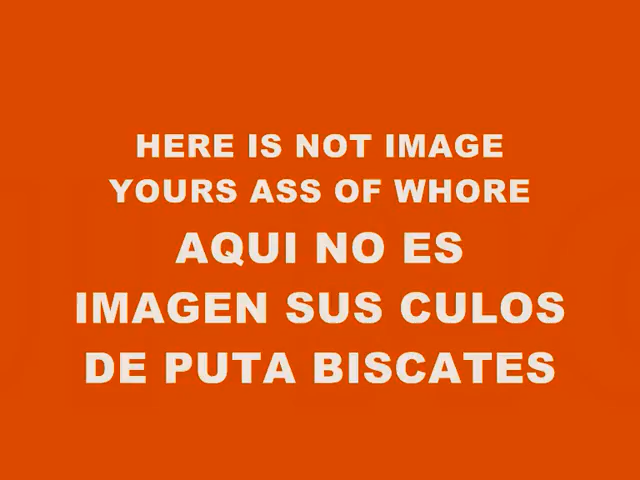 HERE IS NOT IMAGE
YOURS ASS OF WHORE
AQUI NO ES
IMAGEN SUS CULOS
DE PUTA BISCATES